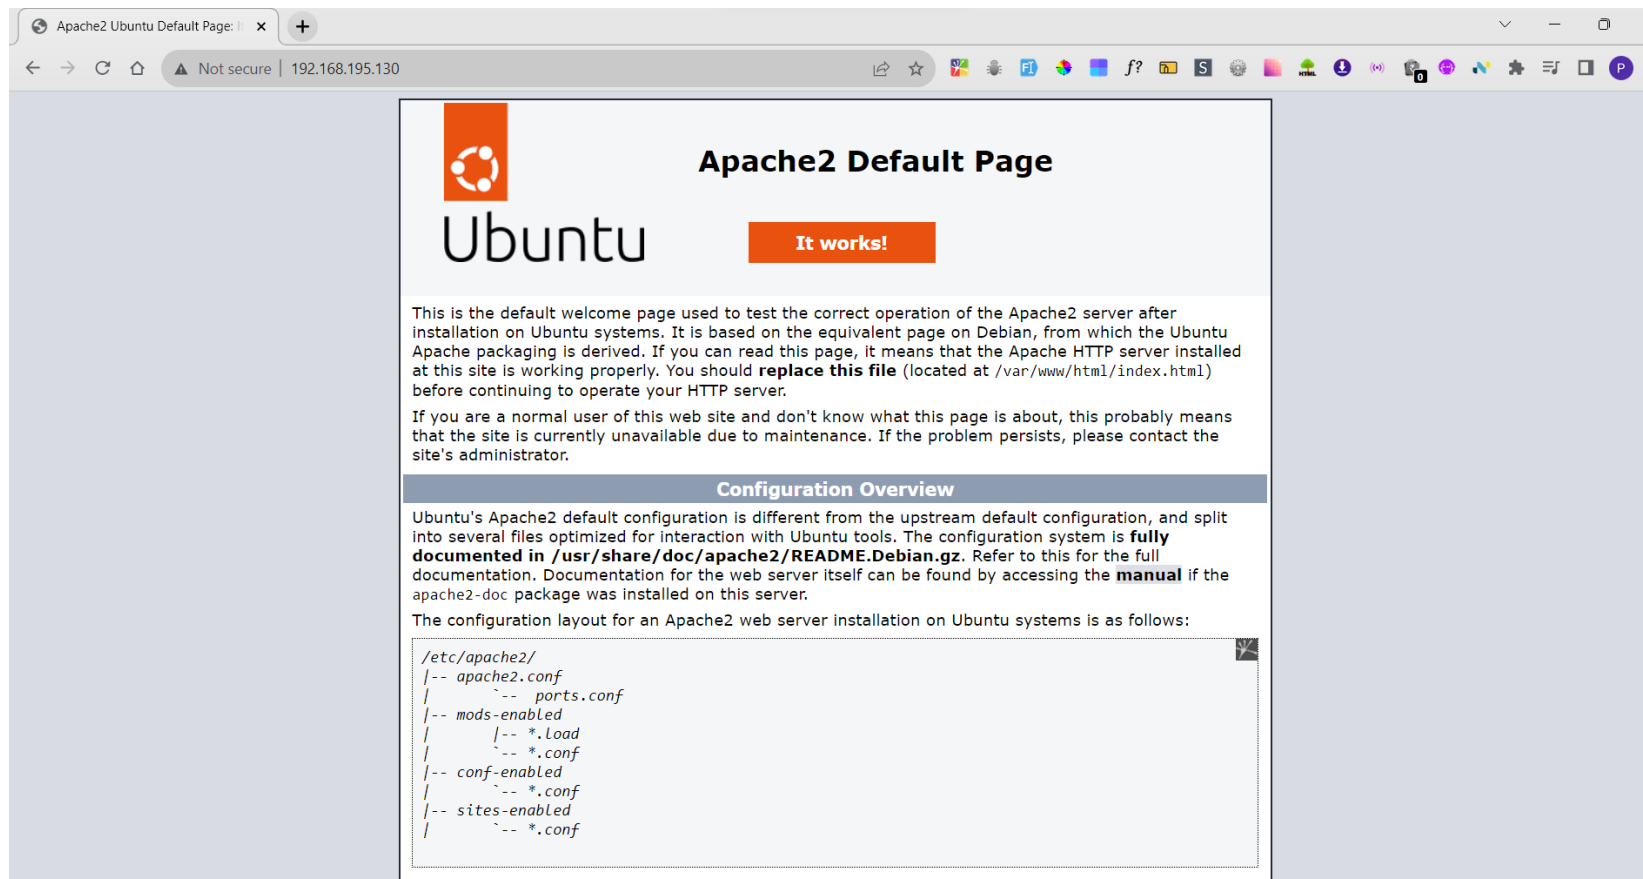 Apache2 Ubuntu Default Page: I
Not secure | 192.168.195.130
FI
f?
S
HTML
0
P
Ubuntu
Apache2 Default Page
It works!
This is the default welcome page used to test the correct operation of the Apache2 server after
installation on Ubuntu systems. It is based on the equivalent page on Debian, from which the Ubuntu
Apache packaging is derived. If you can read this page, it means that the Apache HTTP server installed
at this site is working properly. You should replace this file (located at /var/www/html/index.html)
before continuing to operate your HTTP server.
If you are a normal user of this web site and don't know what this page is about, this probably means
that the site is currently unavailable due to maintenance. If the problem persists, please contact the
site's administrator.
Configuration Overview
Ubuntu's Apache2 default configuration is different from the upstream default configuration, and split
into several files optimized for interaction with Ubuntu tools. The configuration system is fully
documented in /usr/share/doc/apache2/README.Debian.gz. Refer to this for the full
documentation. Documentation for the web server itself can be found by accessing the manual if the
apache2-doc package was installed on this server.
The configuration layout for an Apache2 web server installation on Ubuntu systems is as follows:
/etc/apache2/
|-- apache2.conf
|       `--  ports.conf
|-- mods-enabled
|       |-- *.load
|       `-- *.conf
|-- conf-enabled
|       `-- *.conf
|-- sites-enabled
|       `-- *.conf